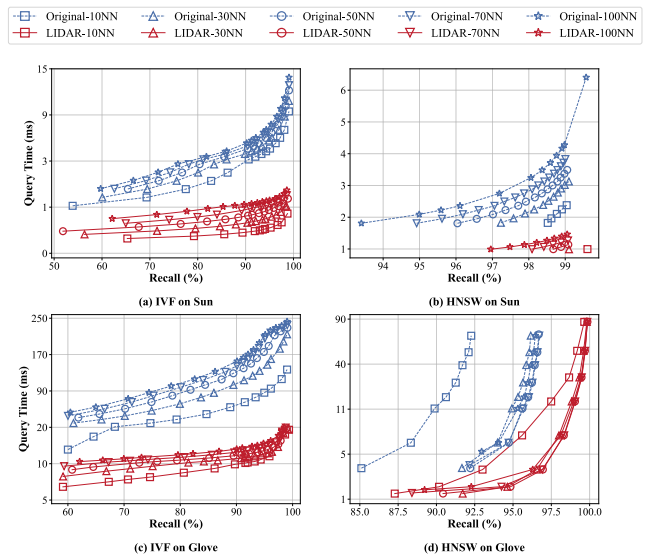 Original-10NN Original-30NN Original-50NN Original-70NN Original-100NN
LIDAR-10NN LIDAR-30NN LIDAR-50NN LIDAR-70NN LIDAR-100NN
Query Time (ms)
15
9
3
1
0
50 60 70 80 90 100
Recall (%)
(a) IVF on Sun
6
5
4
3
2
1
94 95 96 97 98 99
Recall (%)
(b) HNSW on Sun
Query Time (ms)
250
170
90
20
10
5
60 70 80 90 100
Recall (%)
(c) IVF on Glove
90
40
11
5
1
85.0 87.5 90.0 92.5 95.0 97.5 100.0
Recall (%)
(d) HNSW on Glove